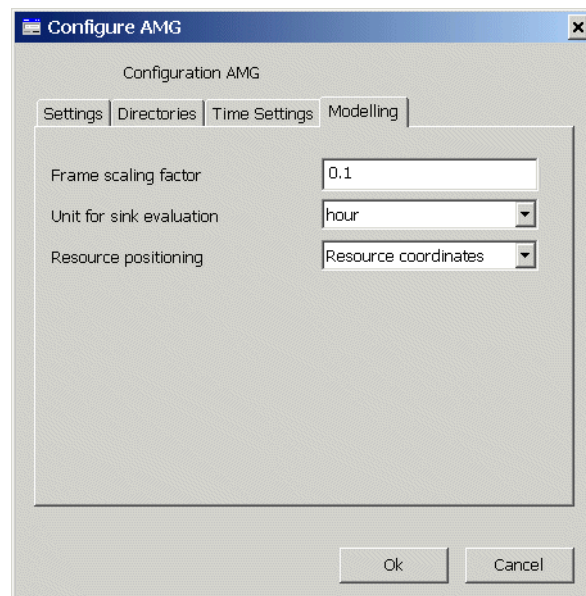 Configure AMG
Configuration AMG
Settings Directories Time Settings Modelling
Frame scaling factor 0.1
Unit for sink evaluation hour
Resource positioning Resource coordinates
Ok Cancel